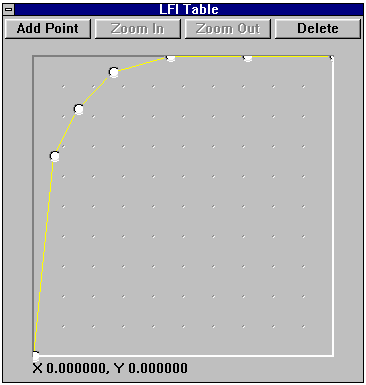 LFI Table
Add Point Zoom In Zoom Out Delete
X 0.000000, Y 0.000000